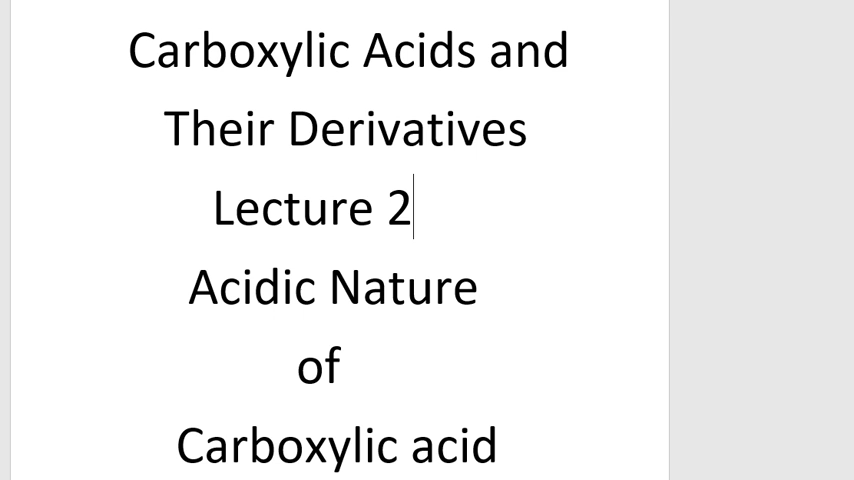 Carboxylic Acids and
Their Derivatives
Lecture 2
Acidic Nature
of
Carboxylic acid